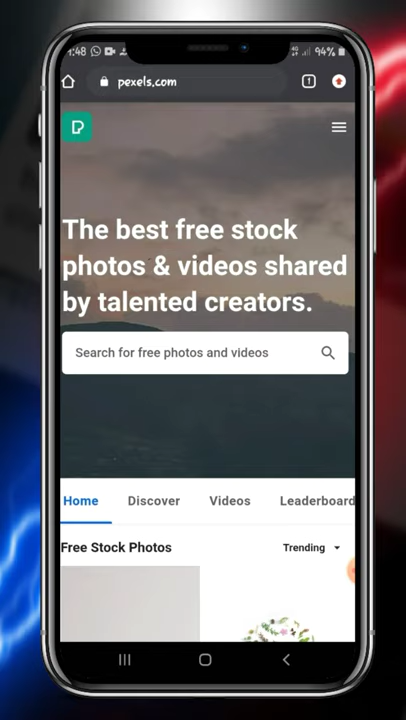 1:48
94%
pexels.com
1
The best free stock
photos & videos shared
by talented creators.
Search for free photos and videos
Home Discover Videos Leaderboard
Free Stock Photos Trending